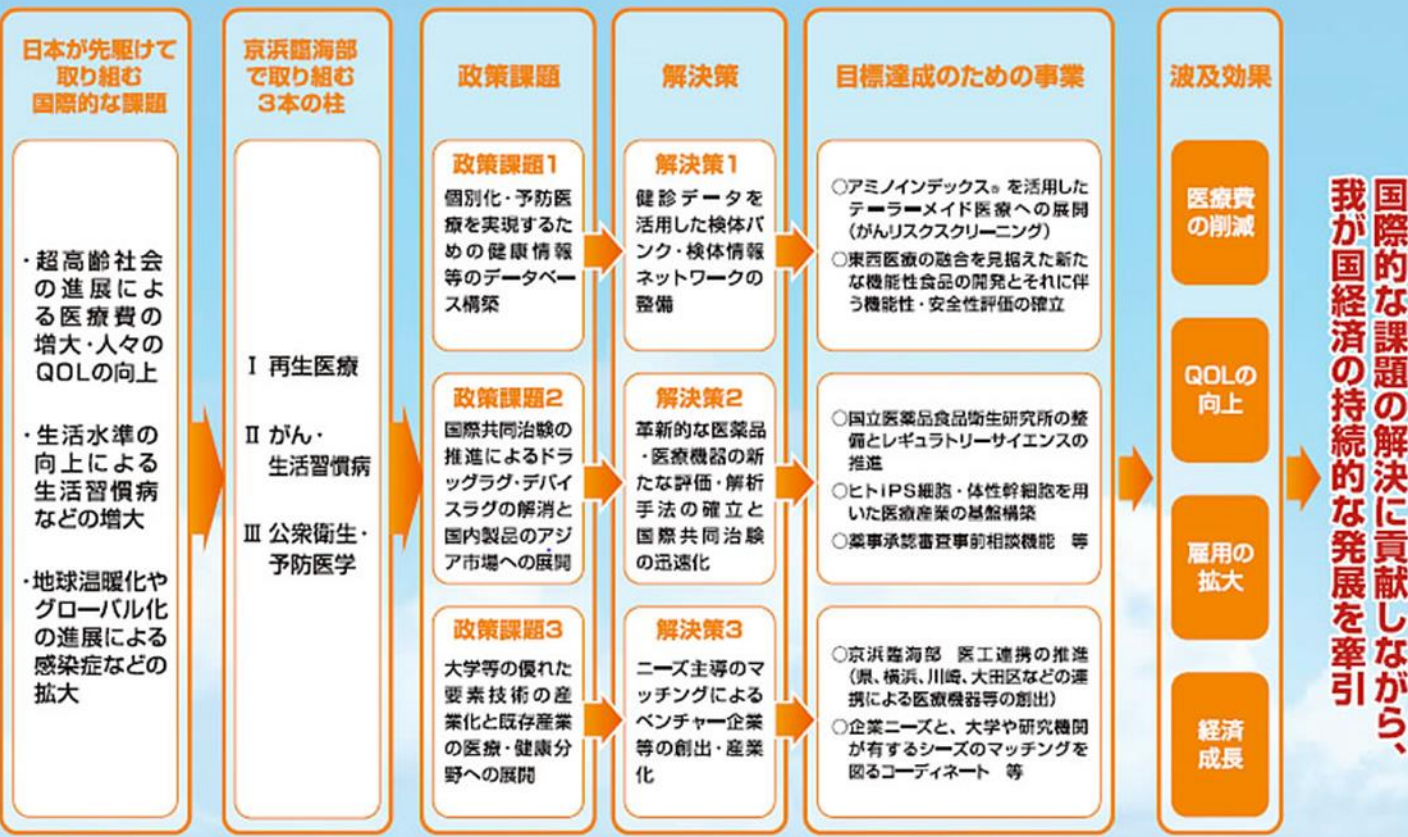 日本が先駆けて
取り組む
国際的な課題
・超高齢社会
の進展によ
る医療費の
増大・人々の
QOLの向上
・生活水準の
向上による
生活習慣病
などの増大
・地球温暖化や
グローバル化
の進展による
感染症などの
拡大
京浜臨海部
で取り組む
3本の柱
Ⅰ 再生医療
Ⅱ がん・
生活習慣病
Ⅲ 公衆衛生・
予防医学
政策課題
政策課題1
個別化・予防医
療を実現するた
めの健康情報
等のデータベー
ス構築
政策課題2
国際共同治験の
推進によるドラ
ッグラグ・デバイ
スラグの解消と
国内製品のアジ
ア市場への展開
政策課題3
大学等の優れた
要素技術の産
業化と既存産業
の医療・健康分
野への展開
解決策
解決策1
健診データを
活用した検体バ
ンク・検体情報
ネットワークの
整備
解決策2
革新的な医薬品
・医療機器の新
たな評価・解析
手法の確立と
国際共同治験
の迅速化
解決策3
ニーズ主導のマ
ッチングによる
ベンチャー企業
等の創出・産業
化
目標達成のための事業
○アミノインデックス® を活用した
テーラーメイド医療への展開
(がんリスクスクリーニング)
○東西医療の融合を見据えた新た
な機能性食品の開発とそれに伴
う機能性・安全性評価の確立
○国立医薬品食品衛生研究所の整
備とレギュラトリーサイエンスの
推進
○ヒトiPS細胞・体性幹細胞を用
いた医療産業の基盤構築
○薬事承認審査事前相談機能 等
○京浜臨海部 医工連携の推進
(県、横浜、川崎、大田区などの連
携による医療機器等の創出)
○企業ニーズと、大学や研究機関
が有するシーズのマッチングを
図るコーディネート 等
波及効果
医療費
の削減
QOLの
向上
雇用の
拡大
経済
成長
国際的な課題の解決に貢献しながら、
我が国経済の持続的な発展を牽引